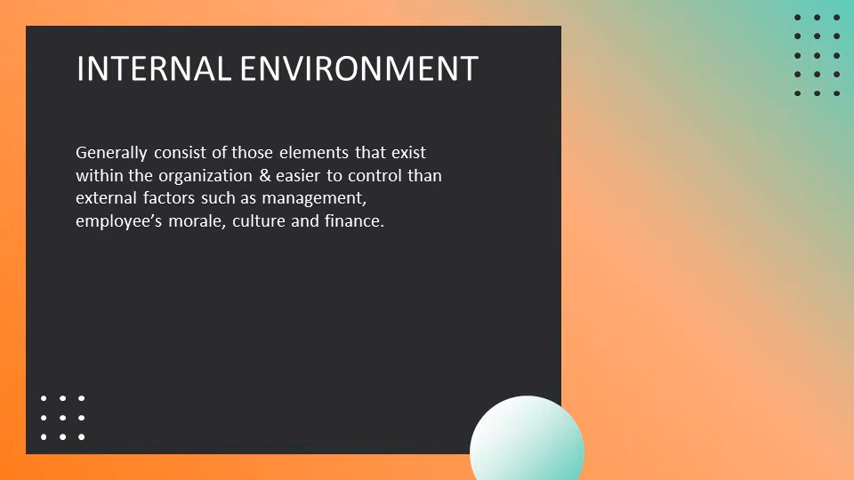 INTERNAL ENVIRONMENT
Generally consist of those elements that exist
within the organization & easier to control than
external factors such as management,
employee’s morale, culture and finance.